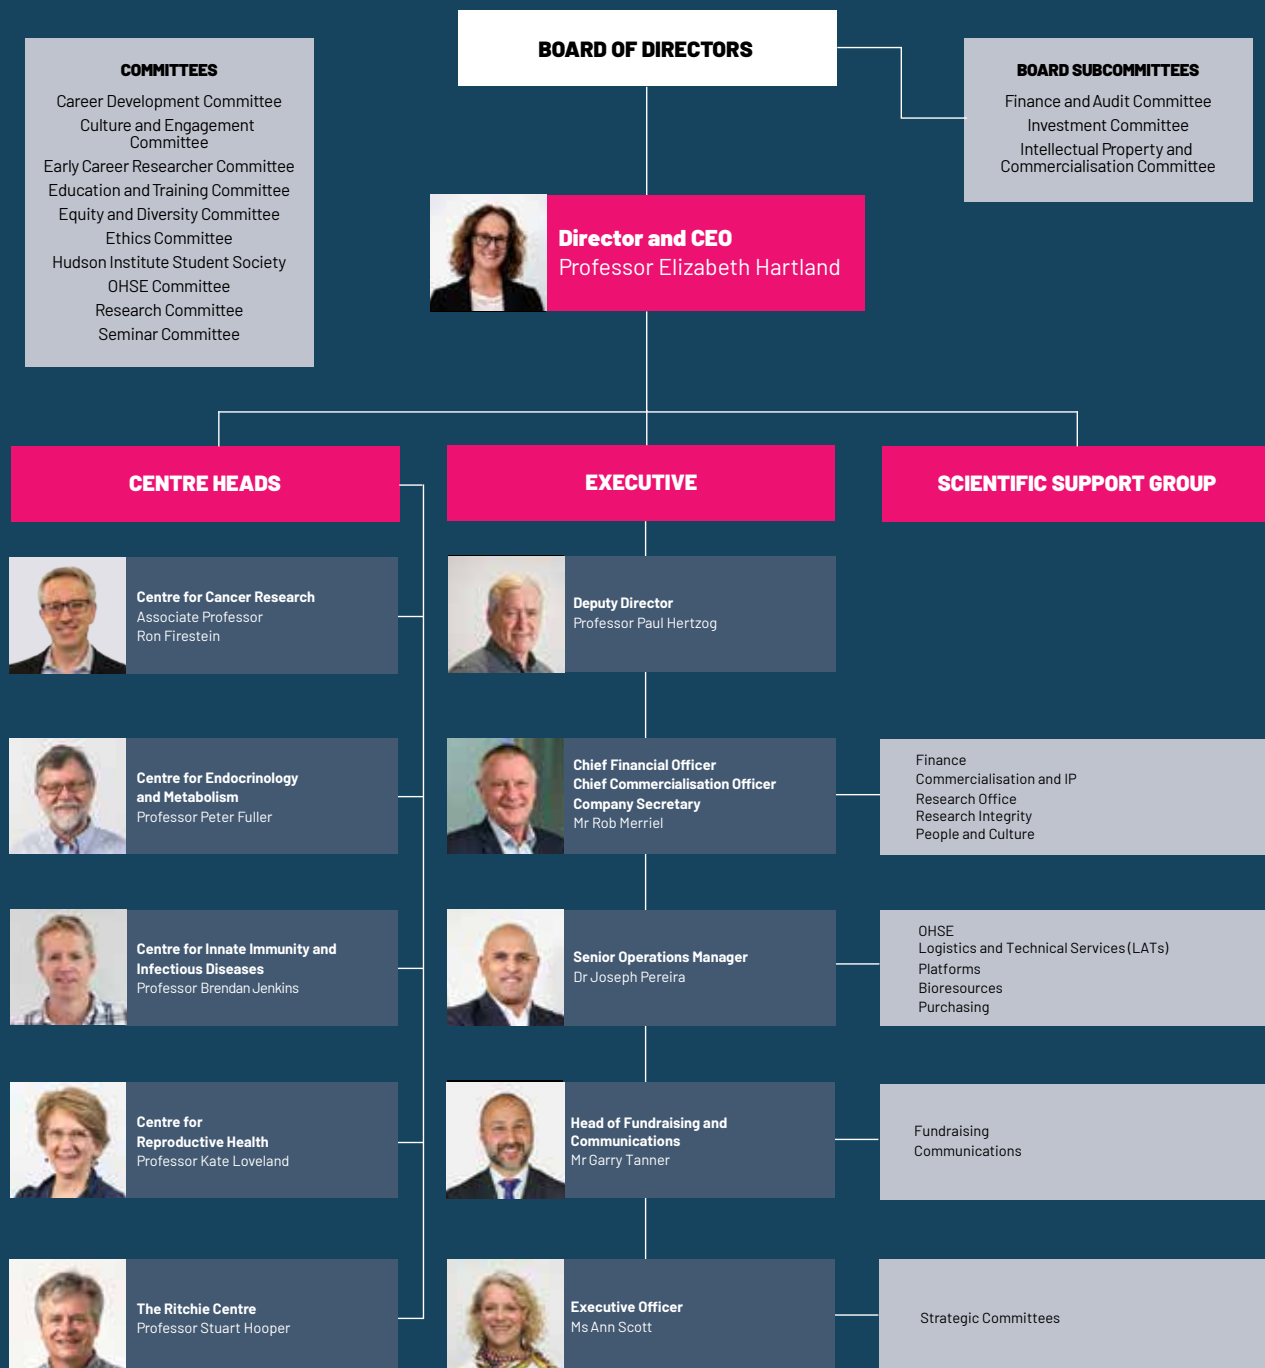 BOARD OF DIRECTORS
COMMITTEES
Career Development Committee
Culture and Engagement
Committee
Early Career Researcher Committee
Education and Training Committee
Equity and Diversity Committee
Ethics Committee
Hudson Institute Student Society
OHSE Committee
Research Committee
Seminar Committee
BOARD SUBCOMMITTEES
Finance and Audit Committee
Investment Committee
Intellectual Property and
Commercialisation Committee
Director and CEO
Professor Elizabeth Hartland
CENTRE HEADS
EXECUTIVE
SCIENTIFIC SUPPORT GROUP
Centre for Cancer Research
Associate Professor
Ron Firestein
Deputy Director
Professor Paul Hertzog
Centre for Endocrinology
and Metabolism
Professor Peter Fuller
Chief Financial Officer
Chief Commercialisation Officer
Company Secretary
Mr Rob Merriel
Finance
Commercialisation and IP
Research Office
Research Integrity
People and Culture
Centre for Innate Immunity and
Infectious Diseases
Professor Brendan Jenkins
Senior Operations Manager
Dr Joseph Pereira
OHSE
Logistics and Technical Services (LATs)
Platforms
Bioresources
Purchasing
Centre for
Reproductive Health
Professor Kate Loveland
Head of Fundraising and
Communications
Mr Garry Tanner
Fundraising
Communications
The Ritchie Centre
Professor Stuart Hooper
Executive Officer
Ms Ann Scott
Strategic Committees